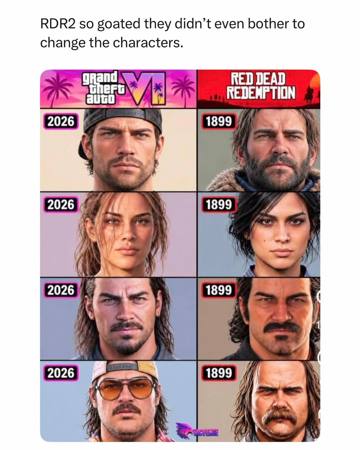 RDR2 so goated they didn’t even bother to
change the characters.
grand
theft
auto VI
RED DEAD
REDEMPTION
2026
1899
2026
1899
2026
1899
2026
1899